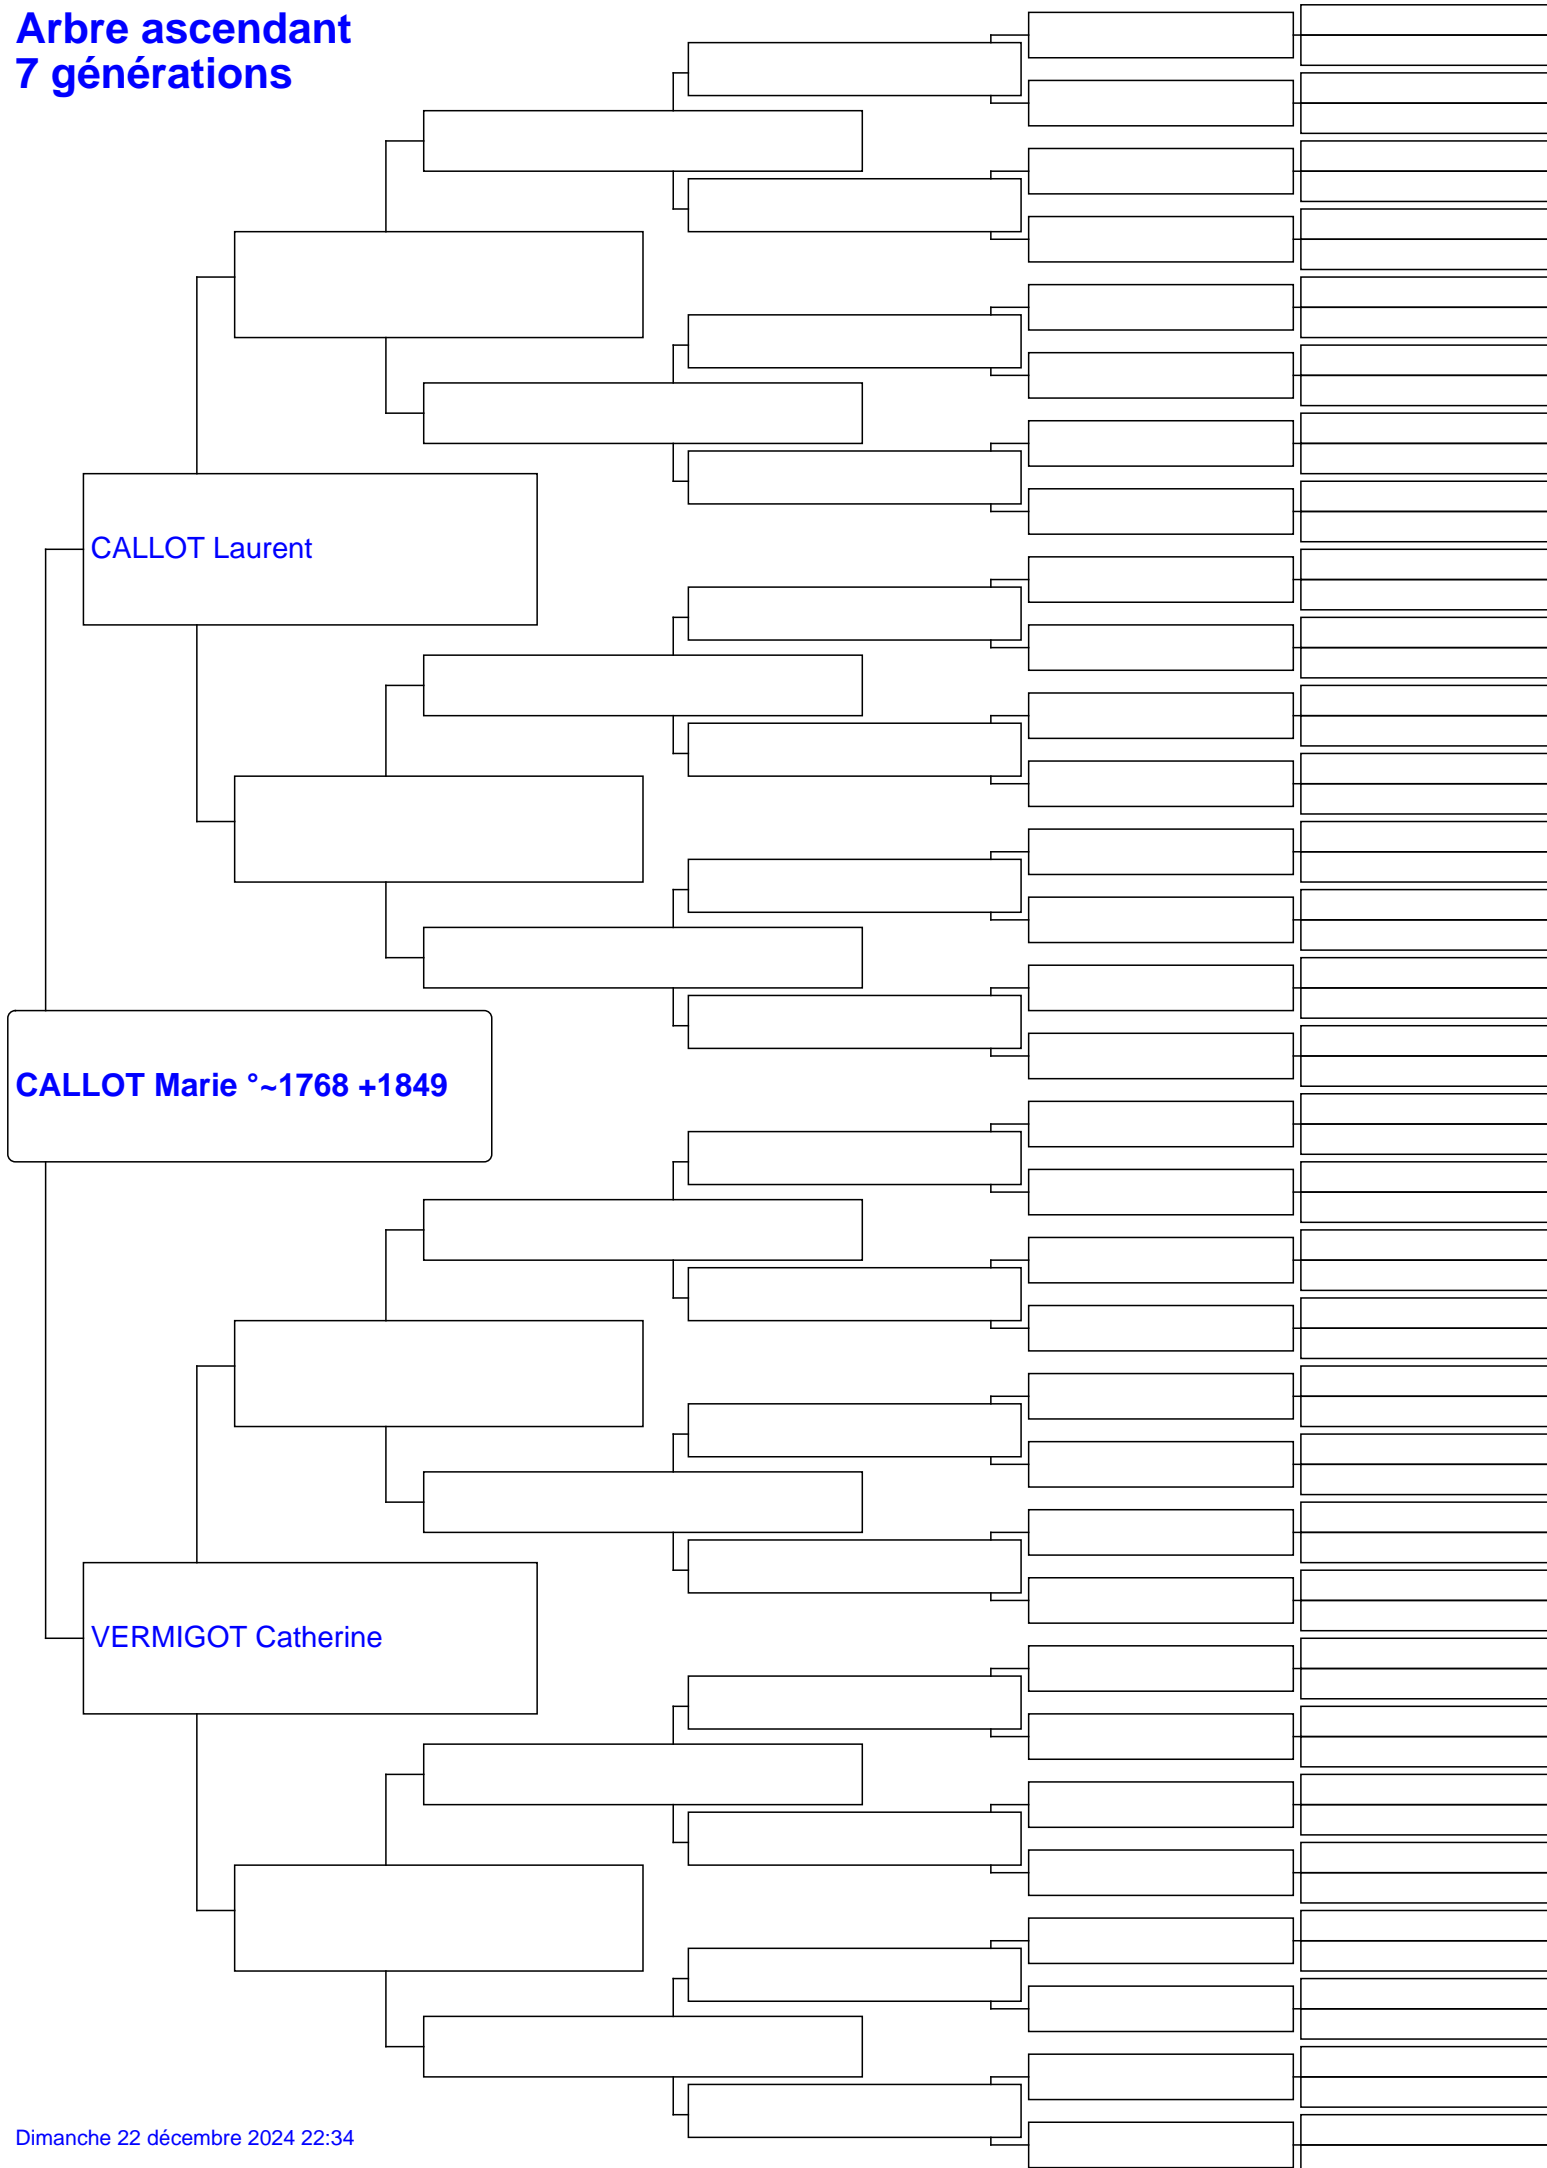 Arbre ascendant
7 générations
CALLOT Laurent
CALLOT Marie °~1768 +1849
VERMIGOT Catherine
Dimanche 22 décembre 2024 22:34